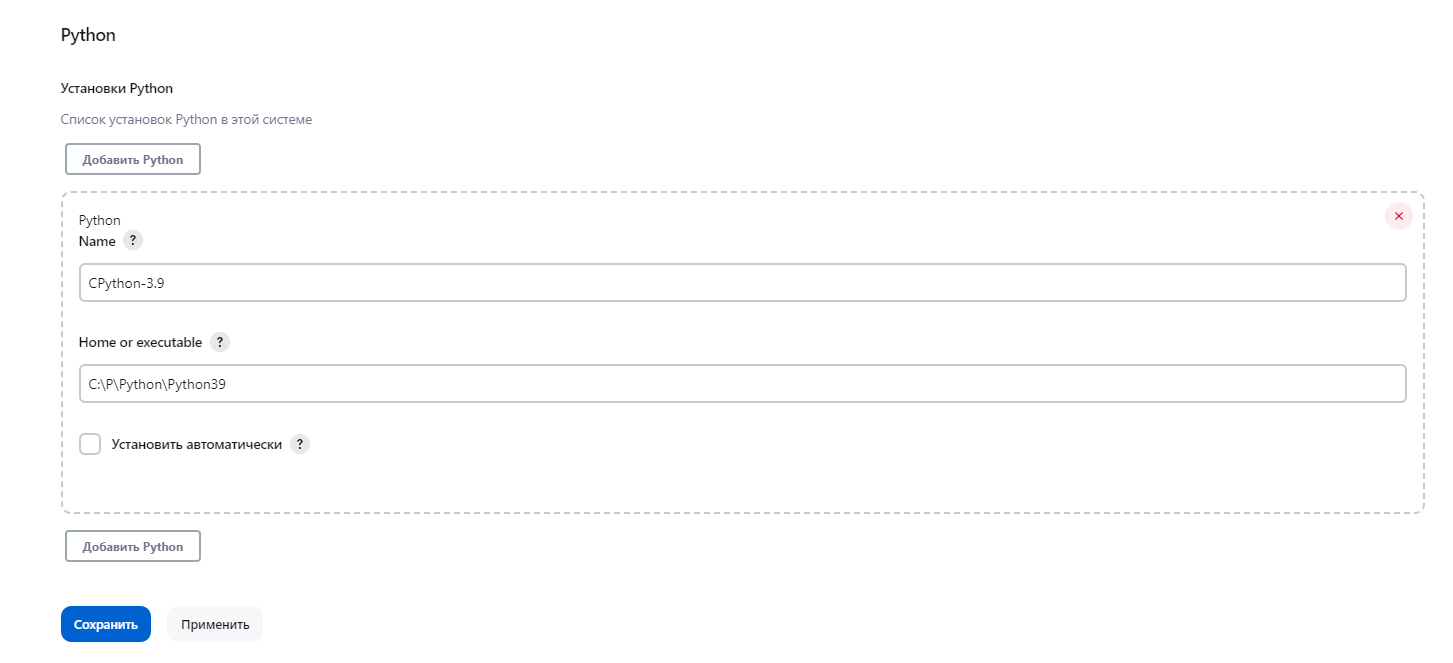 Python
Установки Python
Список установок Python в этой системе
Добавить Python
Python
Name ?
CPython-3.9
Home or executable ?
C:\P\Python\Python39
Установить автоматически ?
Добавить Python
Сохранить Применить